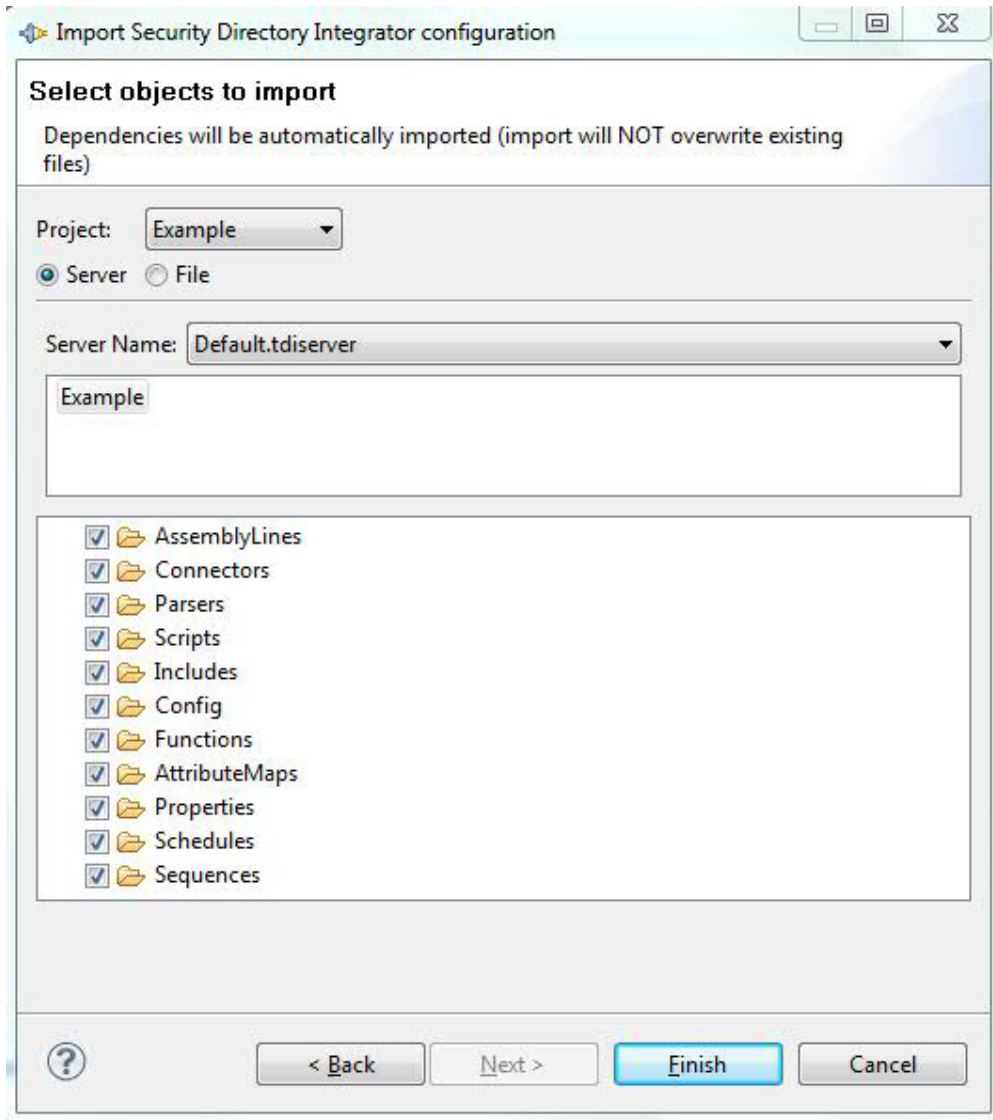 Import Security Directory Integrator configuration
Select objects to import
Dependencies will be automatically imported (import will NOT overwrite existing
files)
Project: Example
Server File
Server Name: Default.tdiserver
Example
AssemblyLines
Connectors
Parsers
Scripts
Includes
Config
Functions
AttributeMaps
Properties
Schedules
Sequences
? < Back Next > Finish Cancel